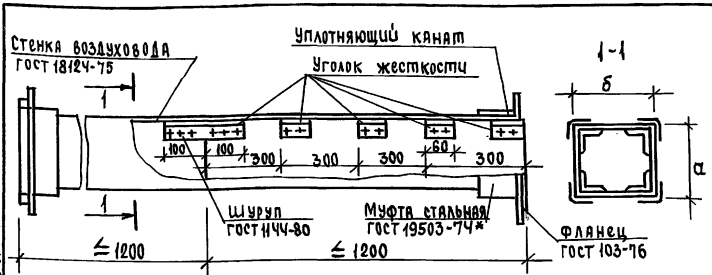 Стенка воздуховода
ГОСТ 18124-75
Уплотняющий канат
Уголок жесткости
1-1
1
1
б
а
100
100
300
300
300
60
300
Шуруп
ГОСТ 1144-80
Муфта стальная
ГОСТ 19503-74*
Фланец
ГОСТ 103-76
≤ 1200
≤ 1200